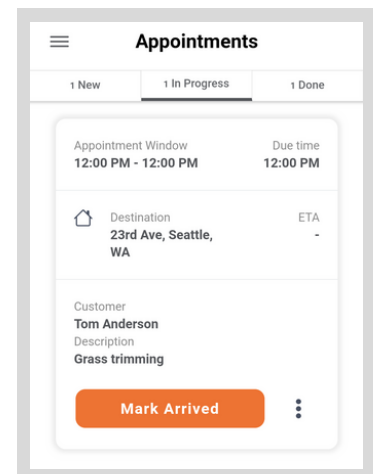 Appointments
1 New 1 In Progress 1 Done
Appointment Window Due time
12:00 PM - 12:00 PM 12:00 PM
Destination ETA
23rd Ave, Seattle, -
WA
Customer
Tom Anderson
Description
Grass trimming
Mark Arrived